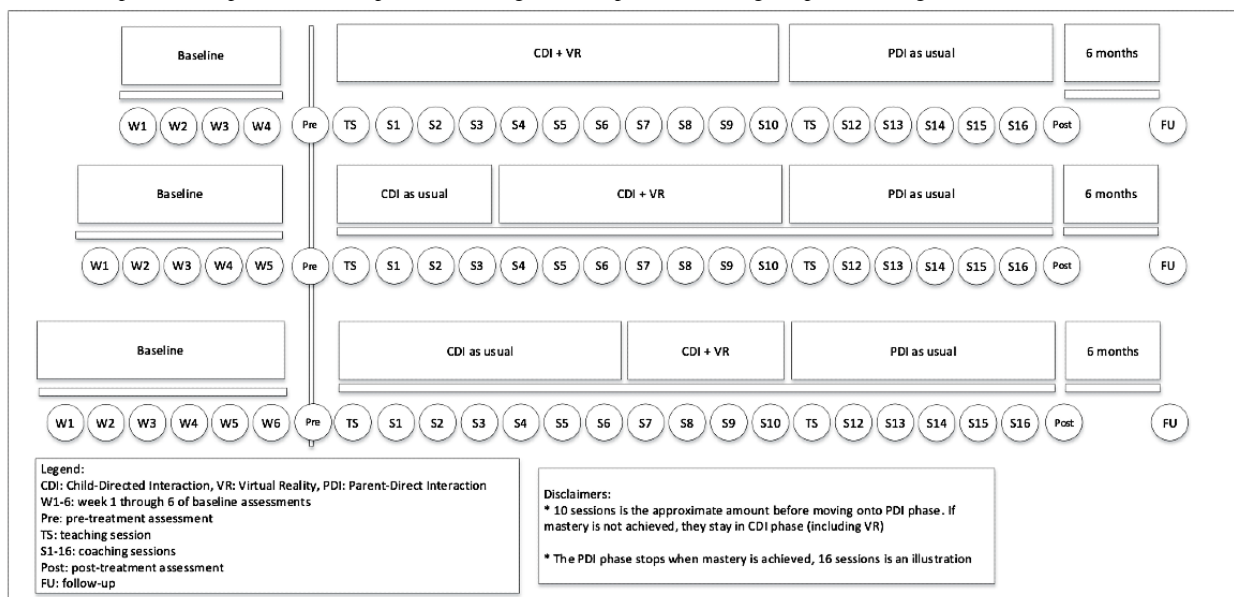 Baseline
CDI + VR
PDI as usual
6 months
W1 W2 W3 W4 Pre TS S1 S2 S3 S4 S5 S6 S7 S8 S9 S10 TS S12 S13 S14 S15 S16 Post FU
Baseline
CDI as usual
CDI + VR
PDI as usual
6 months
W1 W2 W3 W4 W5 Pre TS S1 S2 S3 S4 S5 S6 S7 S8 S9 S10 TS S12 S13 S14 S15 S16 Post FU
Baseline
CDI as usual
CDI + VR
PDI as usual
6 months
W1 W2 W3 W4 W5 W6 Pre TS S1 S2 S3 S4 S5 S6 S7 S8 S9 S10 TS S12 S13 S14 S15 S16 Post FU
Legend:
CDI: Child-Directed Interaction, VR: Virtual Reality, PDI: Parent-Direct Interaction
W1-6: week 1 through 6 of baseline assessments
Pre: pre-treatment assessment
TS: teaching session
S1-16: coaching sessions
Post: post-treatment assessment
FU: follow-up
Disclaimers:
* 10 sessions is the approximate amount before moving onto PDI phase. If
mastery is not achieved, they stay in CDI phase (including VR)
* The PDI phase stops when mastery is achieved, 16 sessions is an illustration